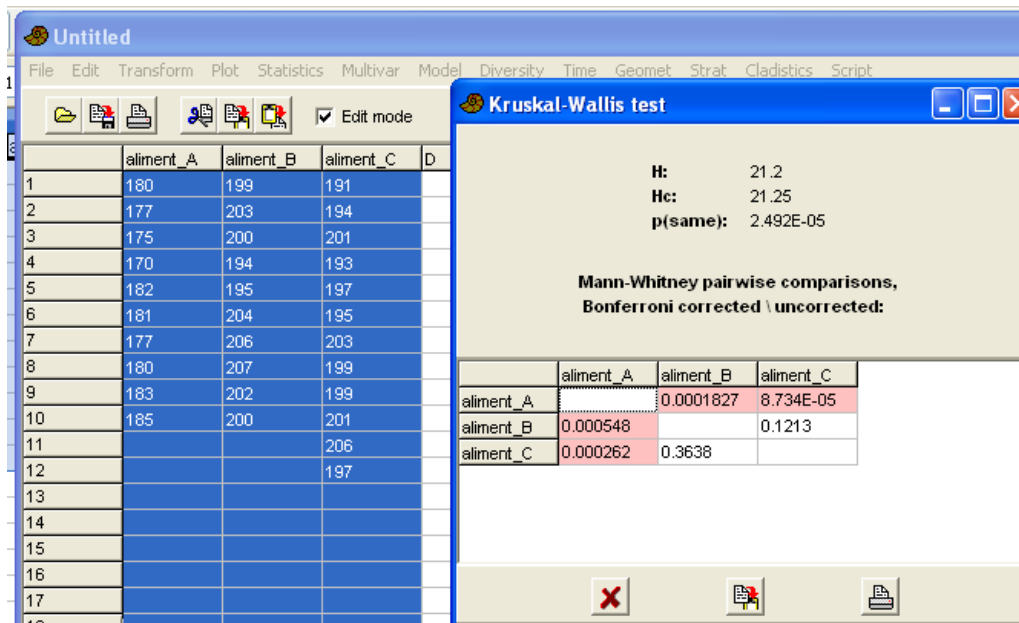 Untitled
File Edit Transform Plot Statistics Multivar Model Diversity Time Geomet Strat Cladistics Script
Edit mode
aliment_A aliment_B aliment_C D
1 180 199 191
2 177 203 194
3 175 200 201
4 170 194 193
5 182 195 197
6 181 204 195
7 177 206 203
8 180 207 199
9 183 202 199
10 185 200 201
11 206
12 197
13
14
15
16
17
Kruskal-Wallis test
H: 21.2
Hc: 21.25
p(same): 2.492E-05
Mann-Whitney pairwise comparisons,
Bonferroni corrected \ uncorrected:
aliment_A aliment_B aliment_C
aliment_A 0.0001827 8.734E-05
aliment_B 0.000548 0.1213
aliment_C 0.000262 0.3638